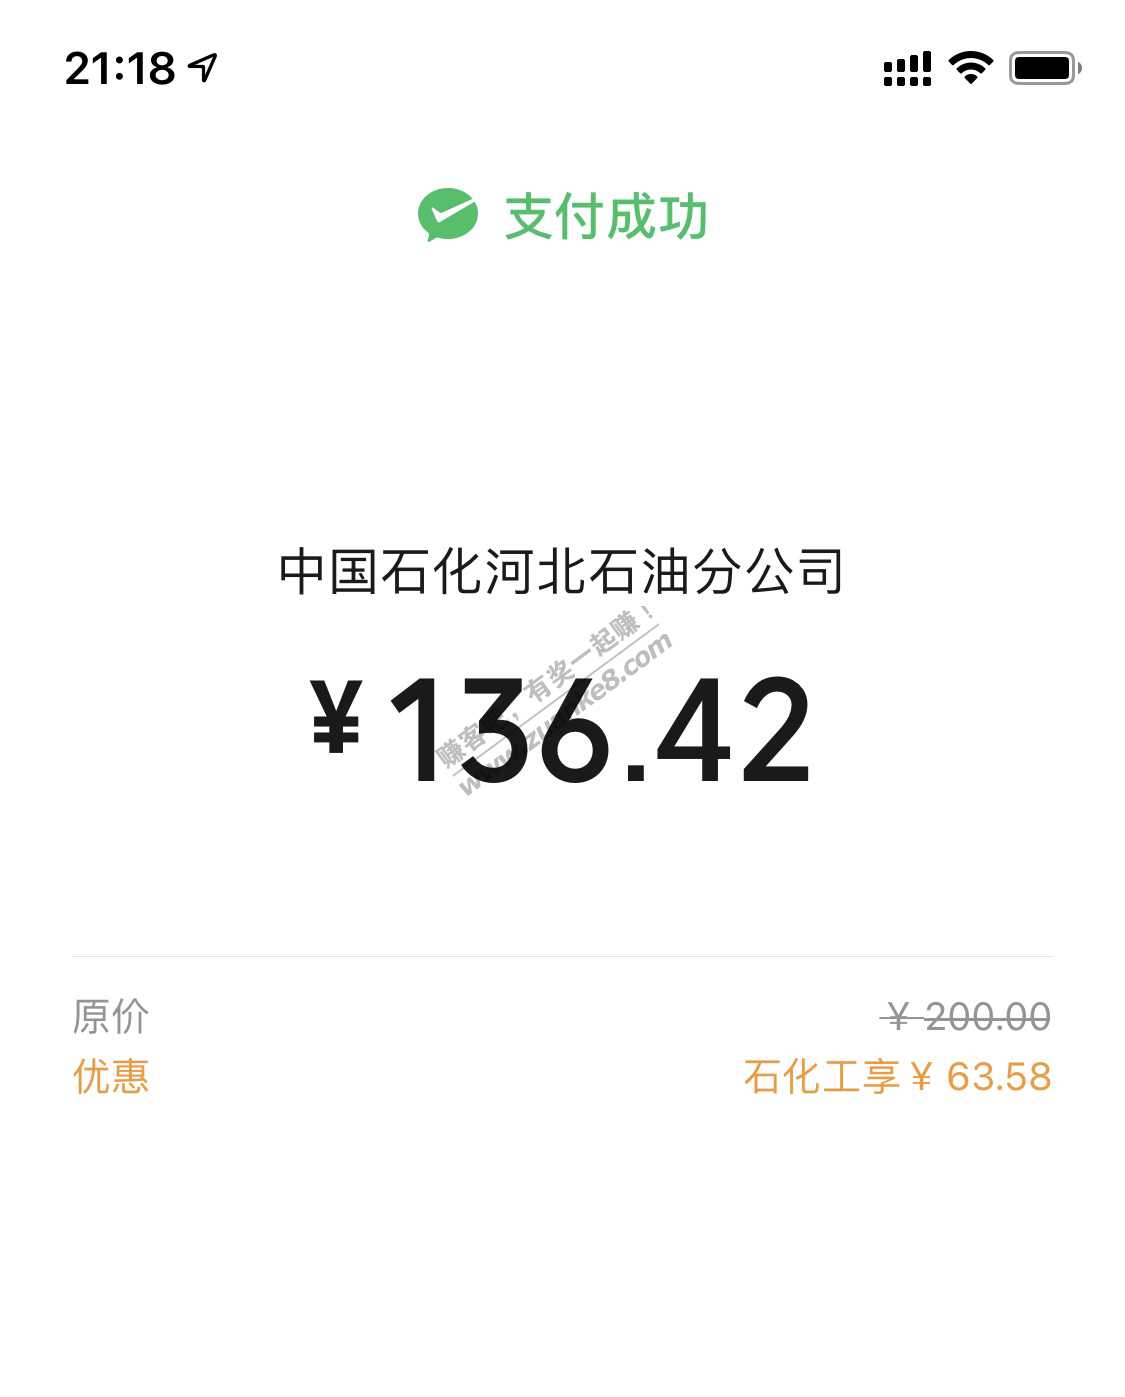 21:18
支付成功
中国石化河北石油分公司
¥136.42
赚客吧，有奖一起赚！
www.zuanke8.com
原价 ¥ 200.00
优惠 石化工享 ¥ 63.58